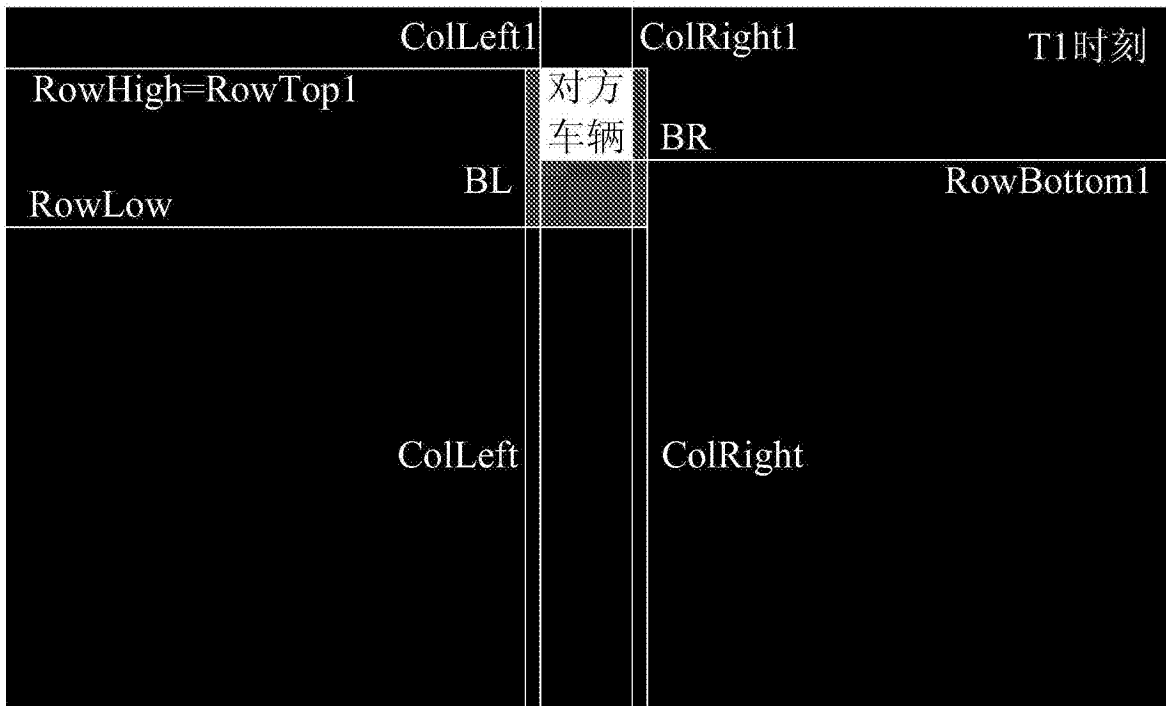 ColLeft1
ColRight1
T1时刻
RowHigh=RowTop1
对方
车辆
BR
BL
RowBottom1
RowLow
ColLeft
ColRight